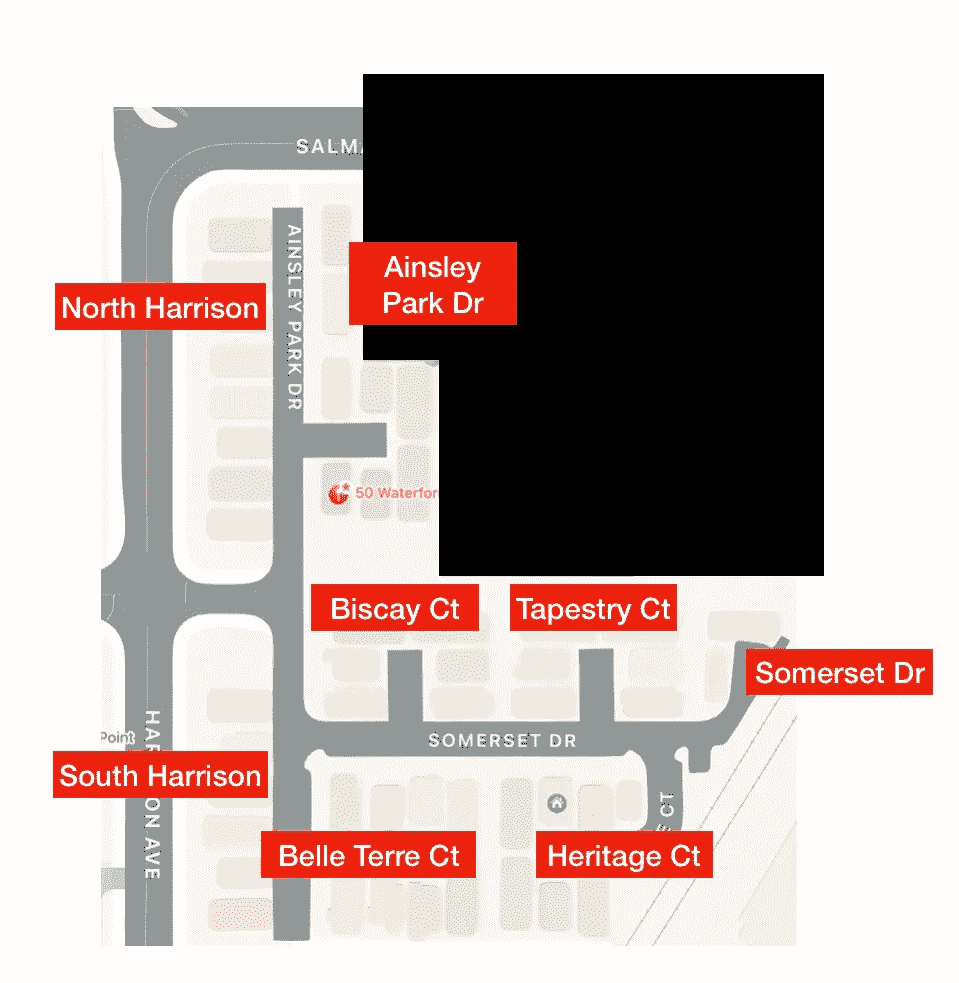 SALMA
AINSLEY PARK DR
Ainsley
Park Dr
North Harrison
50 Waterfor
Biscay Ct
Tapestry Ct
Somerset Dr
SOMERSET DR
Point
HAR
South Harrison
ON AVE
E CT
Belle Terre Ct
Heritage Ct